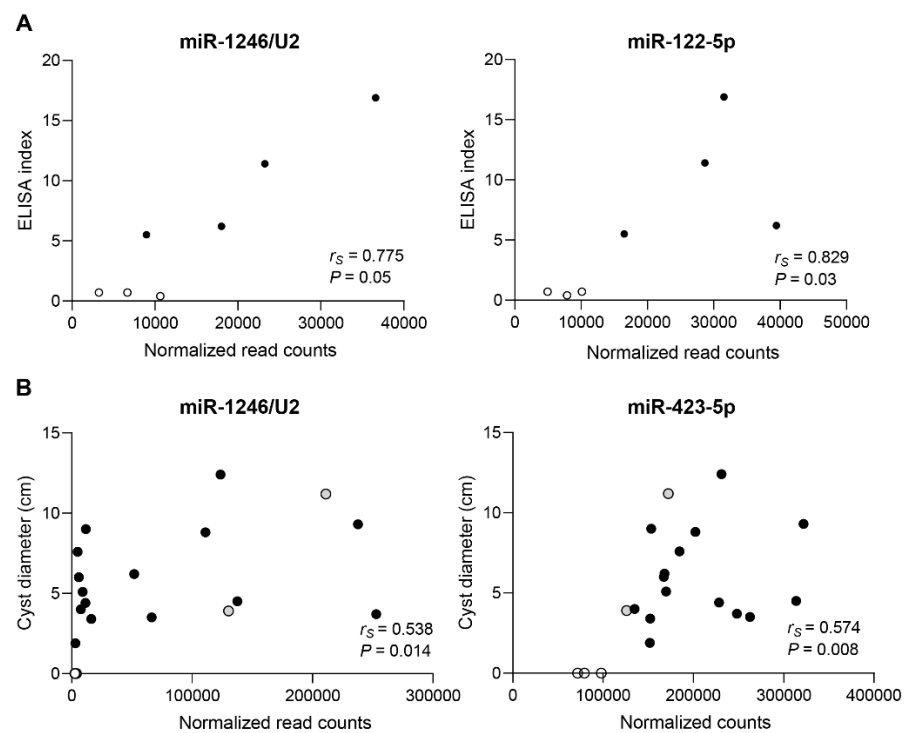 A
miR-1246/U2
20
15
10
5
0
ELISA index
rS = 0.775
P = 0.05
0 10000 20000 30000 40000
Normalized read counts
miR-122-5p
20
15
10
5
0
ELISA index
rS = 0.829
P = 0.03
0 10000 20000 30000 40000 50000
Normalized read counts
B
miR-1246/U2
15
10
5
0
Cyst diameter (cm)
rS = 0.538
P = 0.014
0 100000 200000 300000
Normalized read counts
miR-423-5p
15
10
5
0
Cyst diameter (cm)
rS = 0.574
P = 0.008
0 100000 200000 300000 400000
Normalized counts